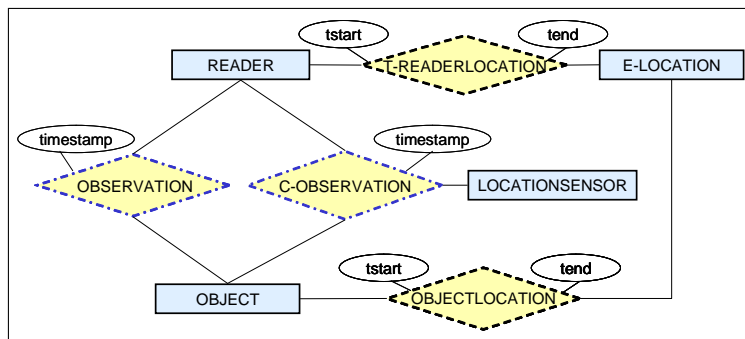 tstart
tend
READER
T-READERLOCATION
E-LOCATION
timestamp
timestamp
OBSERVATION
C-OBSERVATION
LOCATIONSENSOR
tstart
tend
OBJECT
OBJECTLOCATION